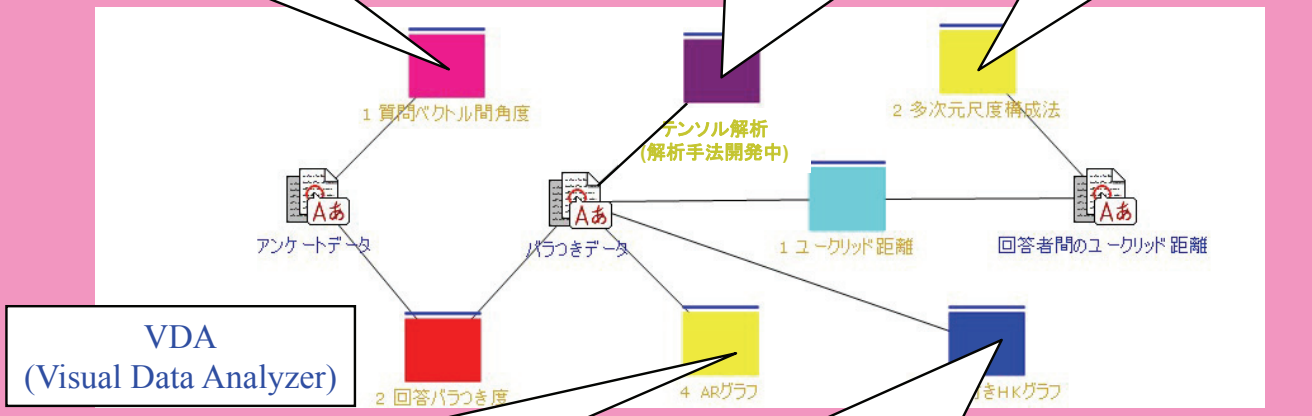 1 質問ベクトル間角度
テンソル解析
(解析手法開発中)
2 多次元尺度構成法
アンケートデータ
バラつきデータ
1 ユークリッド距離
回答者間のユークリッド距離
VDA
(Visual Data Analyzer)
2 回答バラつき度
4 ARグラフ
きHKグラフ